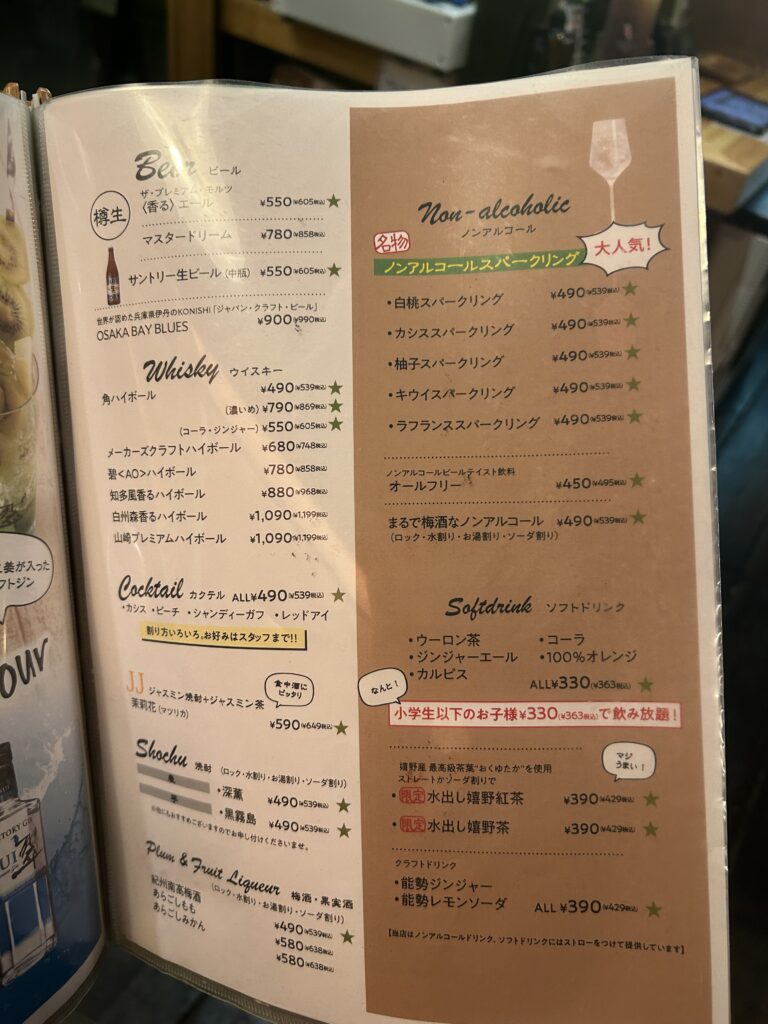 Beer ビール
樽生
ザ・プレミアム・モルツ
〈香る〉エール ¥550(¥605税込)★
マスタードリーム ¥780(¥858税込)
サントリー生ビール(中瓶) ¥550(¥605税込)★
世界が認めた兵庫県伊丹のKONISHI「ジャパン・クラフト・ビール」
OSAKA BAY BLUES ¥900(¥990税込)
Whisky ウイスキー
角ハイボール ¥490(¥539税込)★
(濃いめ)¥790(¥869税込)★
(コーラ・ジンジャー)¥550(¥605税込)★
メーカーズクラフトハイボール ¥680(¥748税込)
碧<AO>ハイボール ¥780(¥858税込)
知多風香るハイボール ¥880(¥968税込)
白州森香るハイボール ¥1,090(¥1,199税込)
山崎プレミアムハイボール ¥1,090(¥1,199税込)
Cocktail カクテル ALL¥490(¥539税込)★
・カシス ・ピーチ ・シャンディーガフ ・レッドアイ
割り方いろいろ。お好みはスタッフまで!!
JJ ジャスミン焼酎+ジャスミン茶
茉莉花(マツリカ)
食中酒に
ピッタリ
¥590(¥649税込)★
Shochu 焼酎 (ロック・水割り・お湯割り・ソーダ割り)
麦 ・深薫 ¥490(¥539税込)★
芋 ・黒霧島 ¥490(¥539税込)★
※他にもおすすめございますのでお申し付けくださいませ。
Plum & Fruit Liqueur 梅酒・果実酒
(ロック・水割り・お湯割り・ソーダ割り)
紀州南高梅酒 ¥490(¥539税込)★
あらごしもも ¥580(¥638税込)
あらごしみかん ¥580(¥638税込)
Non-alcoholic
ノンアルコール
名物
ノンアルコールスパークリング
大人気!
・白桃スパークリング ¥490(¥539税込)★
・カシススパークリング ¥490(¥539税込)★
・柚子スパークリング ¥490(¥539税込)★
・キウイスパークリング ¥490(¥539税込)★
・ラフランススパークリング ¥490(¥539税込)★
ノンアルコールビールテイスト飲料
オールフリー ¥450(¥495税込)★
まるで梅酒なノンアルコール ¥490(¥539税込)★
(ロック・水割り・お湯割り・ソーダ割り)
Softdrink ソフトドリンク
・ウーロン茶 ・コーラ
・ジンジャーエール ・100%オレンジ
・カルピス
ALL¥330(¥363税込)★
なんと!
小学生以下のお子様¥330(¥363税込)で飲み放題!
嬉野産 最高級茶葉“おくゆたか”を使用
ストレートかソーダ割りで
マジ
うまい!
・限定水出し嬉野紅茶 ¥390(¥429税込)★
・限定水出し嬉野茶 ¥390(¥429税込)★
クラフトドリンク
・能勢ジンジャー
・能勢レモンソーダ ALL ¥390(¥429税込)★
【当店はノンアルコールドリンク、ソフトドリンクにはストローをつけて提供しています】
姜が入った
フトジン
OUR